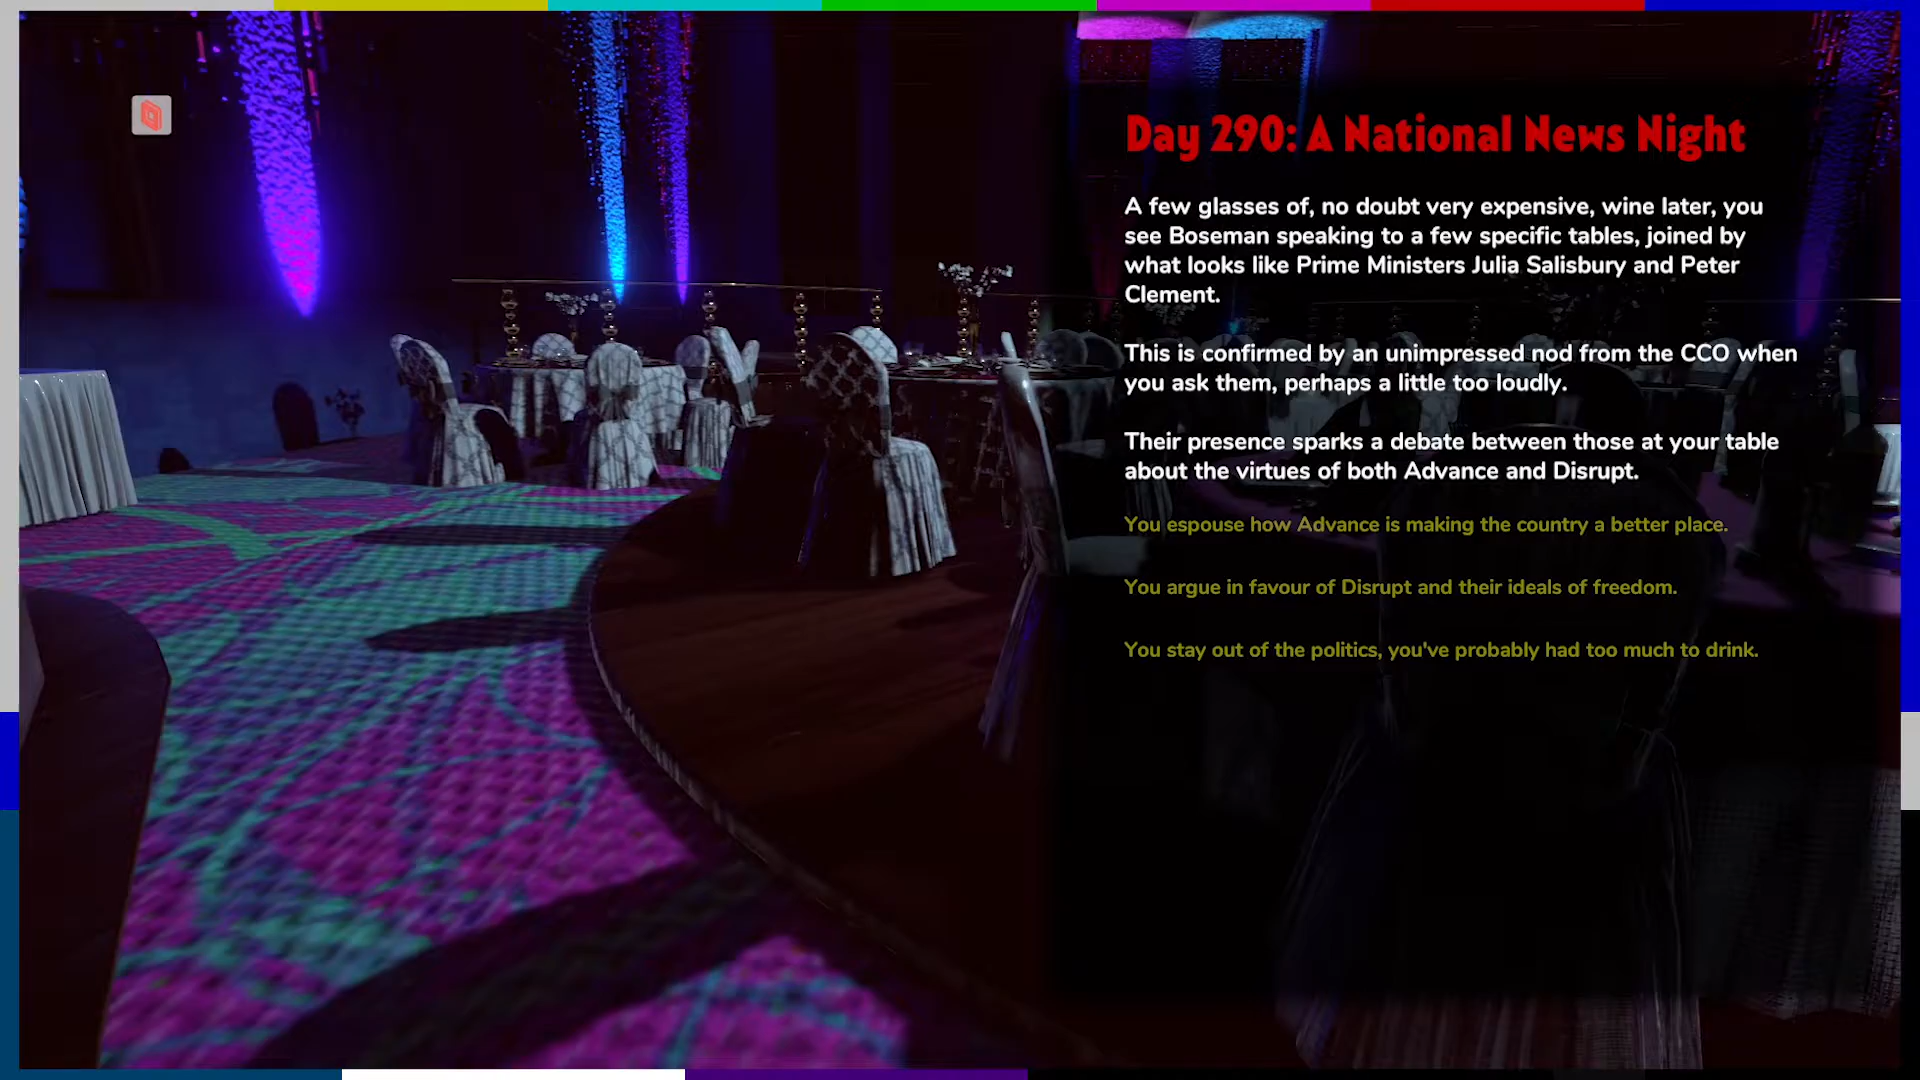 Day 290: A National News Night
A few glasses of, no doubt very expensive, wine later, you
see Boseman speaking to a few specific tables, joined by
what looks like Prime Ministers Julia Salisbury and Peter
Clement.
This is confirmed by an unimpressed nod from the CCO when
you ask them, perhaps a little too loudly.
Their presence sparks a debate between those at your table
about the virtues of both Advance and Disrupt.
You espouse how Advance is making the country a better place.
You argue in favour of Disrupt and their ideals of freedom.
You stay out of the politics, you've probably had too much to drink.